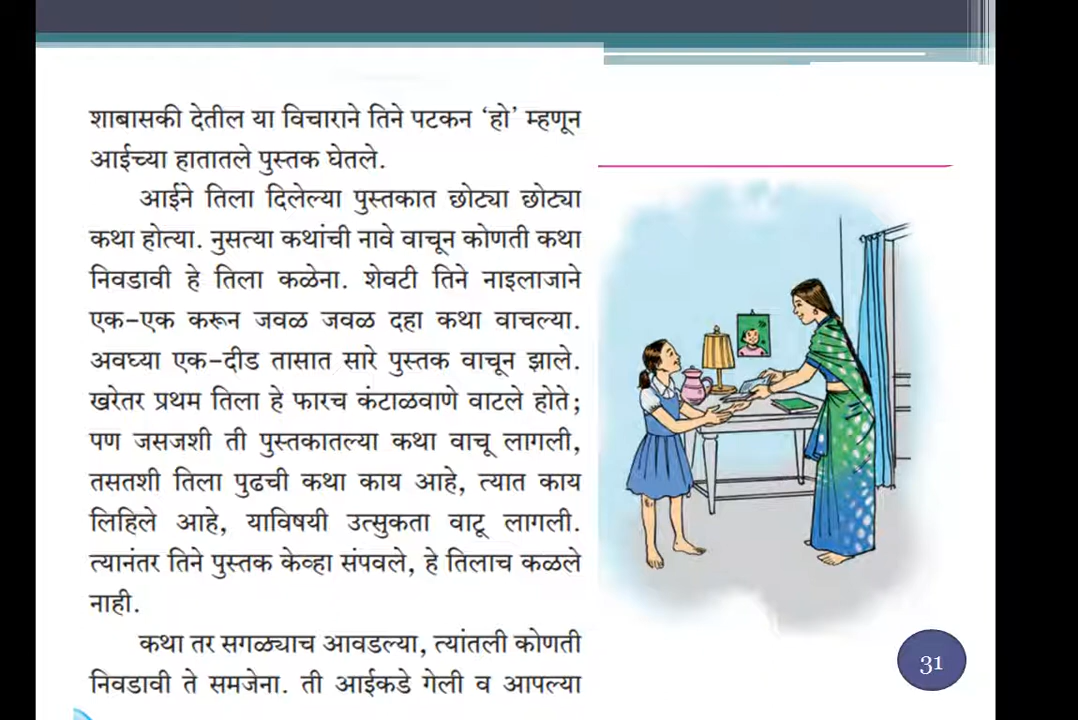 शाबासकी देतील या विचाराने तिने पटकन ‘हो’ म्हणून
आईच्या हातातले पुस्तक घेतले.
आईने तिला दिलेल्या पुस्तकात छोट्या छोट्या
कथा होत्या. नुसत्या कथांची नावे वाचून कोणती कथा
निवडावी हे तिला कळेना. शेवटी तिने नाइलाजाने
एक-एक करून जवळ जवळ दहा कथा वाचल्या.
अवघ्या एक-दीड तासात सारे पुस्तक वाचून झाले.
खरेतर प्रथम तिला हे फारच कंटाळवाणे वाटले होते;
पण जसजशी ती पुस्तकातल्या कथा वाचू लागली,
तसतशी तिला पुढची कथा काय आहे, त्यात काय
लिहिले आहे, याविषयी उत्सुकता वाटू लागली.
त्यानंतर तिने पुस्तक केव्हा संपवले, हे तिलाच कळले
नाही.
कथा तर सगळ्याच आवडल्या, त्यांतली कोणती
निवडावी ते समजेना. ती आईकडे गेली व आपल्या
31